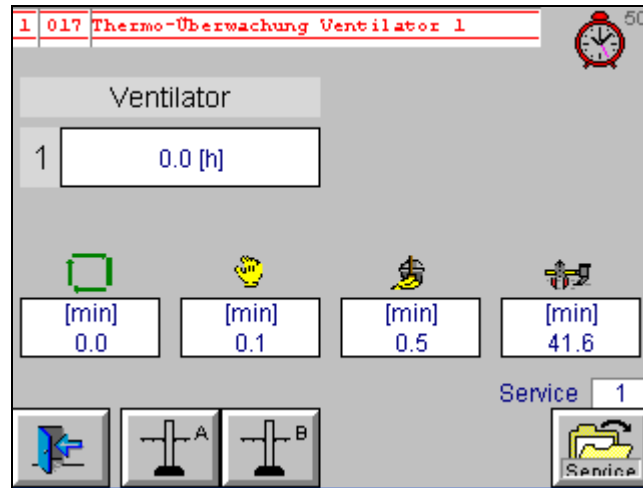 1 017 Thermo-Überwachung Ventilator 1
50
Ventilator
1 0.0 [h]
[min] [min] [min] [min]
0.0 0.1 0.5 41.6
Service 1
A B
Service